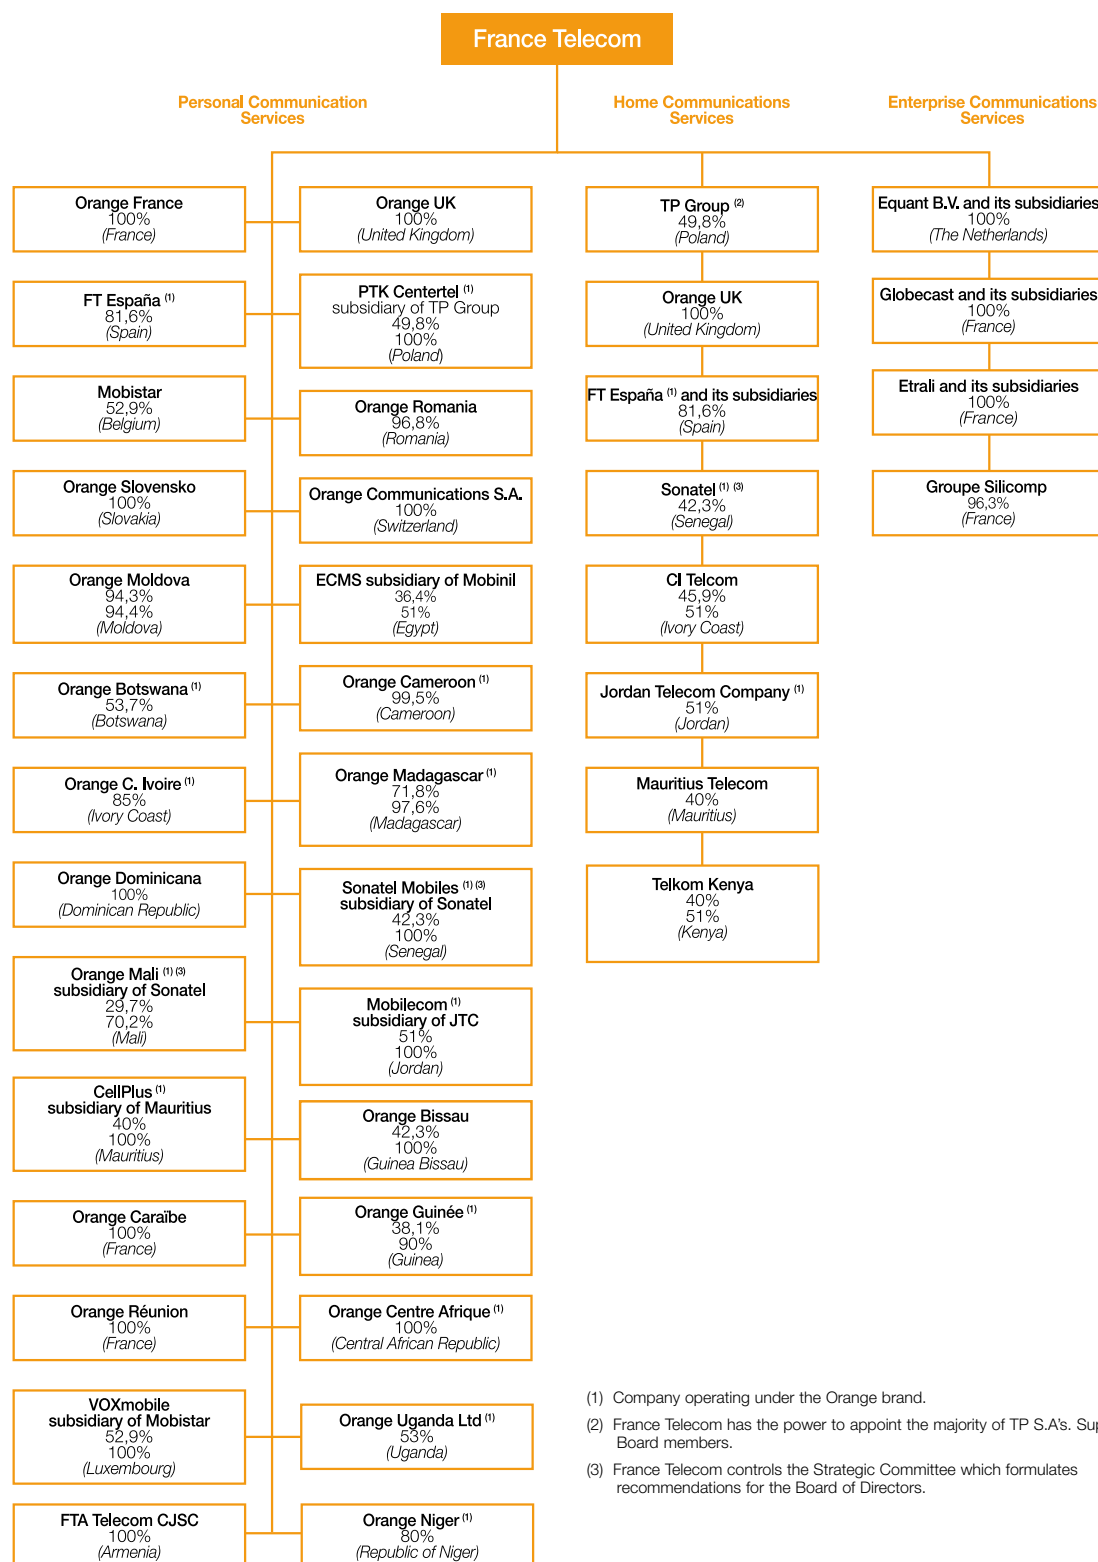 France Telecom
Personal Communication
Services
Home Communications
Services
Enterprise Communications
Services
Orange France
100%
(France)
Orange UK
100%
(United Kingdom)
FT España (1)
81,6%
(Spain)
PTK Centertel (1)
subsidiary of TP Group
49,8%
100%
(Poland)
Mobistar
52,9%
(Belgium)
Orange Romania
96,8%
(Romania)
Orange Slovensko
100%
(Slovakia)
Orange Communications S.A.
100%
(Switzerland)
Orange Moldova
94,3%
94,4%
(Moldova)
ECMS subsidiary of Mobinil
36,4%
51%
(Egypt)
Orange Botswana (1)
53,7%
(Botswana)
Orange Cameroon (1)
99,5%
(Cameroon)
Orange C. Ivoire (1)
85%
(Ivory Coast)
Orange Madagascar (1)
71,8%
97,6%
(Madagascar)
Orange Dominicana
100%
(Dominican Republic)
Sonatel Mobiles (1) (3)
subsidiary of Sonatel
42,3%
100%
(Senegal)
Orange Mali (1) (3)
subsidiary of Sonatel
29,7%
70,2%
(Mali)
Mobilecom (1)
subsidiary of JTC
51%
100%
(Jordan)
CellPlus (1)
subsidiary of Mauritius
40%
100%
(Mauritius)
Orange Bissau
42,3%
100%
(Guinea Bissau)
Orange Caraïbe
100%
(France)
Orange Guinée (1)
38,1%
90%
(Guinea)
Orange Réunion
100%
(France)
Orange Centre Afrique (1)
100%
(Central African Republic)
VOXmobile
subsidiary of Mobistar
52,9%
100%
(Luxembourg)
Orange Uganda Ltd (1)
53%
(Uganda)
FTA Telecom CJSC
100%
(Armenia)
Orange Niger (1)
80%
(Republic of Niger)
TP Group (2)
49,8%
(Poland)
Orange UK
100%
(United Kingdom)
FT España (1) and its subsidiaries
81,6%
(Spain)
Sonatel (1) (3)
42,3%
(Senegal)
CI Telcom
45,9%
51%
(Ivory Coast)
Jordan Telecom Company (1)
51%
(Jordan)
Mauritius Telecom
40%
(Mauritius)
Telkom Kenya
40%
51%
(Kenya)
Equant B.V. and its subsidiaries
100%
(The Netherlands)
Globecast and its subsidiaries
100%
(France)
Etrali and its subsidiaries
100%
(France)
Groupe Silicomp
96,3%
(France)
(1) Company operating under the Orange brand.
(2) France Telecom has the power to appoint the majority of TP S.A's.
Board members.
(3) France Telecom controls the Strategic Committee which formulates
recommendations for the Board of Directors.